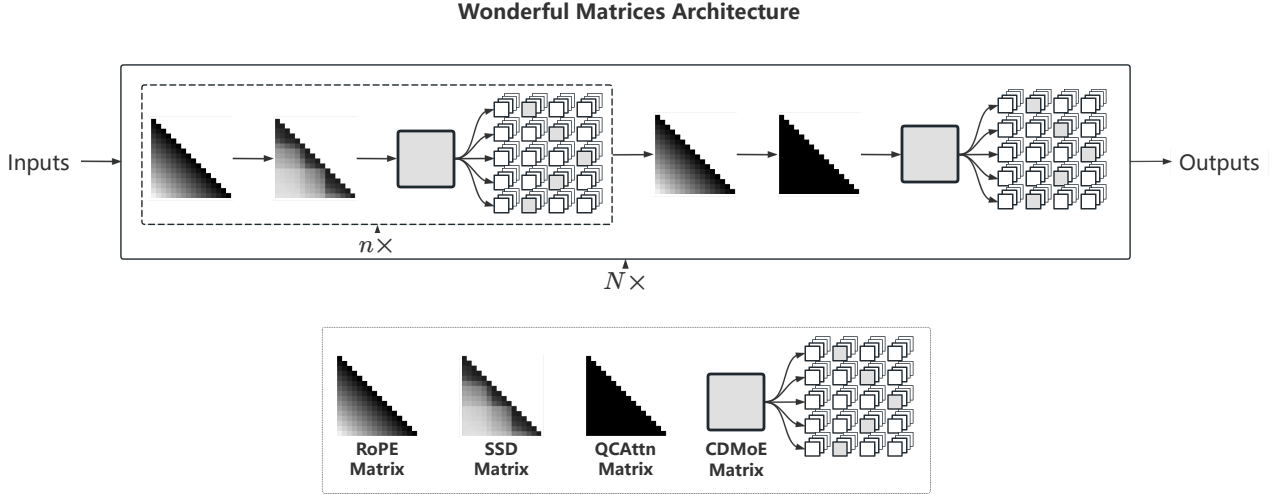 Wonderful Matrices Architecture
Inputs
Outputs
n×
N×
RoPE
Matrix
SSD
Matrix
QCAttn
Matrix
CDMoE
Matrix